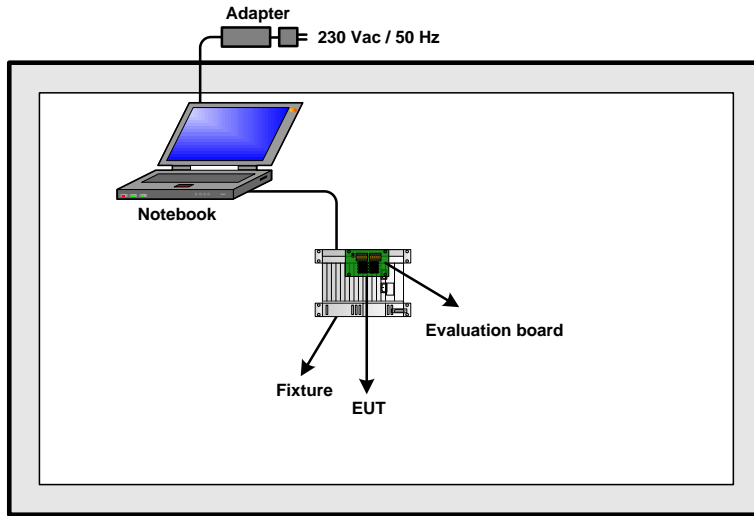 Adapter
230 Vac / 50 Hz
Notebook
Evaluation board
Fixture
EUT